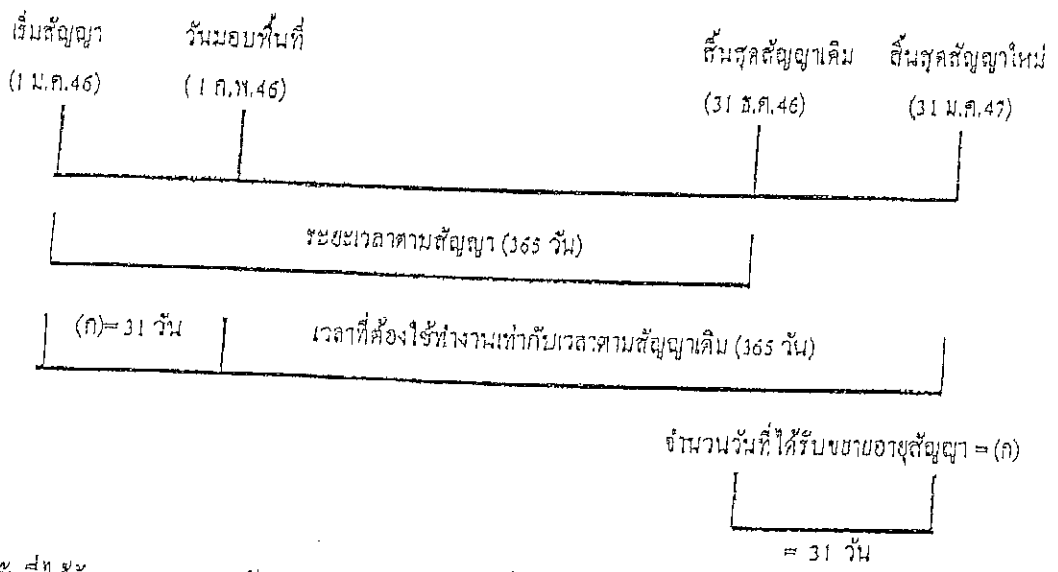 เริ่มสัญญา วันมอบพื้นที่ สิ้นสุดสัญญาเดิม สิ้นสุดสัญญาใหม่
(1 ม.ค.46) (1 ก.พ.46) (31 ธ.ค.46) (31 ม.ค.47)
ระยะเวลาตามสัญญา (365 วัน)
(ก)= 31 วัน เวลาที่ต้องใช้ทำงานเท่ากับเวลาตามสัญญาเดิม (365 วัน)
จำนวนวันที่ได้รับขยายอายุสัญญา = (ก)
= 31 วัน